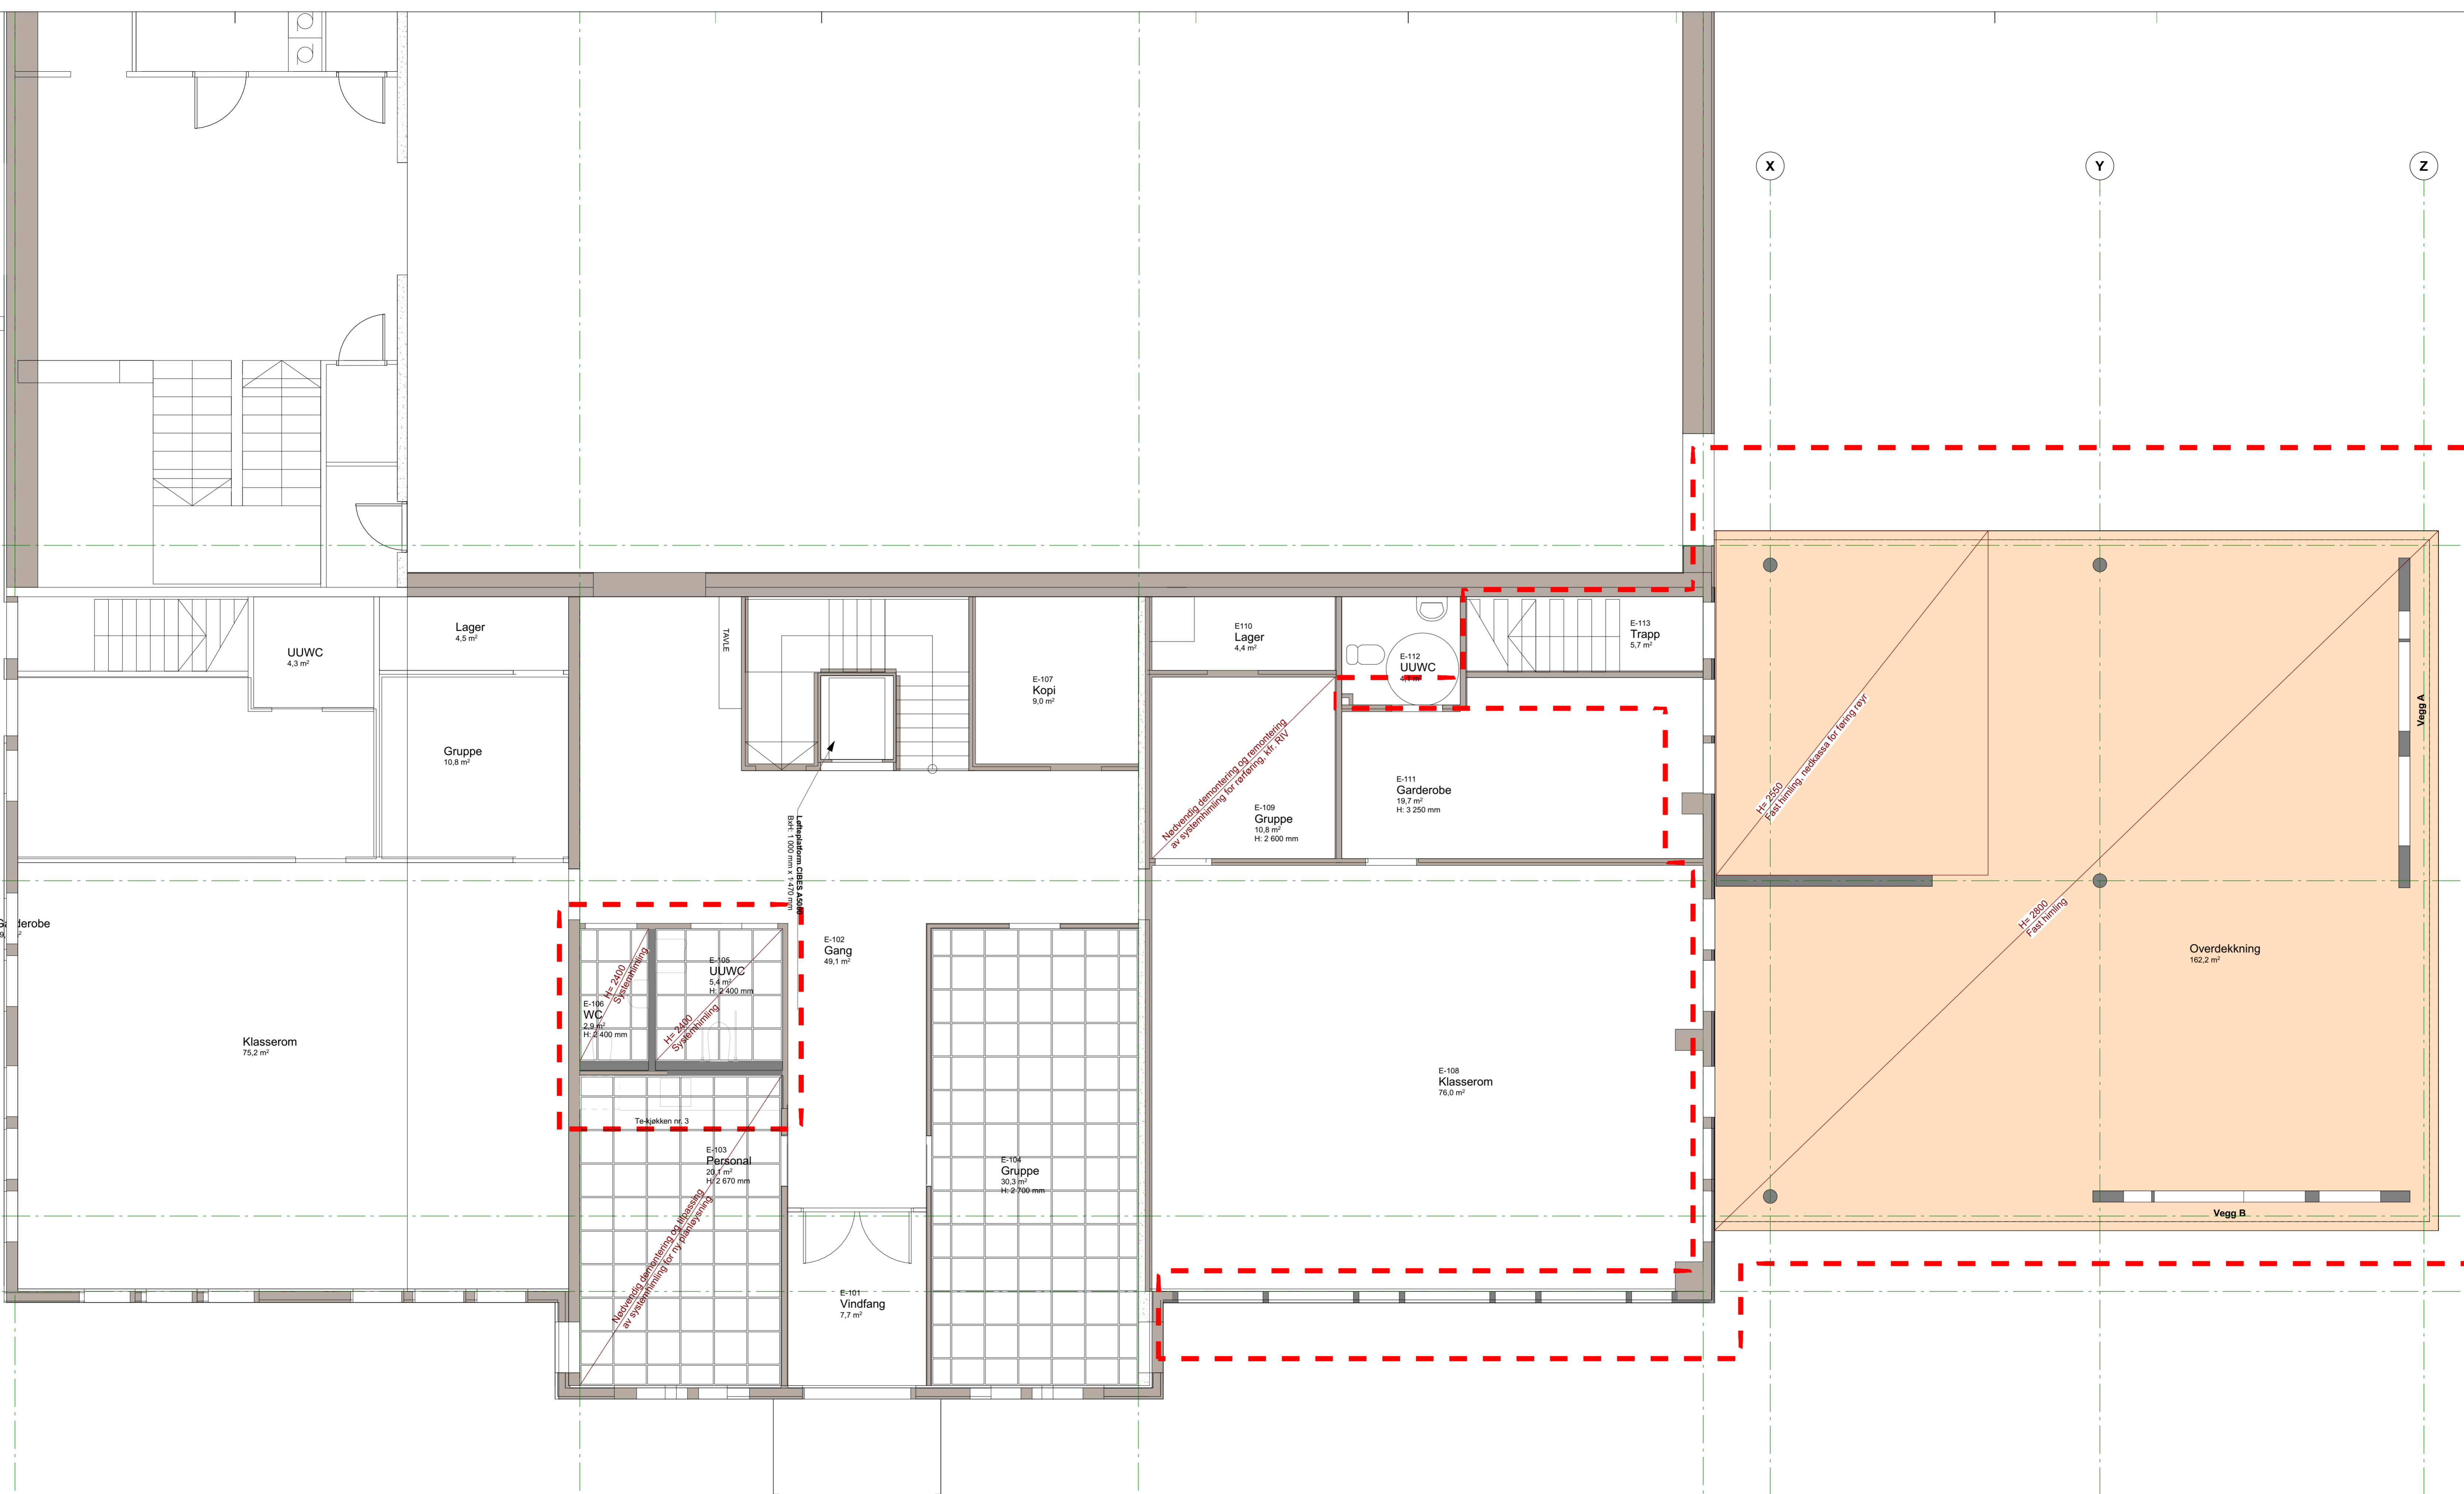 X
Y
Z
Lager
4,5 m²
UUWC
4,3 m²
Gruppe
10,8 m²
Klasserom
75,2 m²
TAVLE
E-107
Kopi
9,0 m²
Løfteplatform CIBES A5000
BxH: 1 000 mm x 1 470 mm
E110
Lager
4,4 m²
E-112
UUWC
4,1 m²
E-113
Trapp
5,7 m²
Nødvendig demontering og remontering
av systemhimling for rørføring, kfr. RIV
E-109
Gruppe
10,8 m²
H: 2 600 mm
E-111
Garderobe
19,7 m²
H: 3 250 mm
H= 2550
Fast himling, nedkassa for føring røyr
Vegg A
H= 2800
Fast himling
Overdekkning
162,2 m²
Vegg B
E-102
Gang
49,1 m²
H= 2400
Systemhimling
E-106
WC
2,9 m²
H: 2 400 mm
E-105
UUWC
5,4 m²
H: 2 400 mm
H= 2400
Systemhimling
Te-kjøkken nr. 3
E-103
Personal
20,1 m²
H: 2 670 mm
Nødvendig demontering og tilpassing
av systemhimling for ny planløysning
E-104
Gruppe
30,3 m²
H: 2 700 mm
E-108
Klasserom
76,0 m²
E-101
Vindfang
7,7 m²